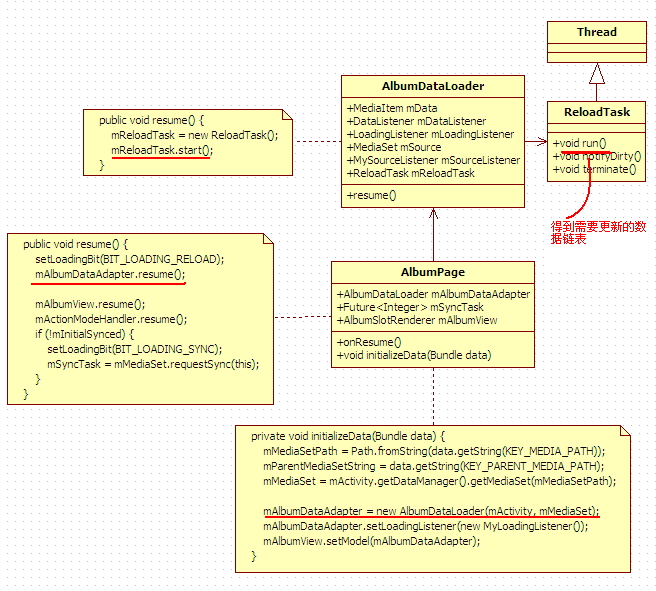 Thread
AlbumDataLoader
+MediaItem mData
+DataListener mDataListener
+LoadingListener mLoadingListener
+MediaSet mSource
+MySourceListener mSourceListener
+ReloadTask mReloadTask
+resume()
ReloadTask
+void run()
+void notifyDirty()
+void terminate()
public void resume() {
mReloadTask = new ReloadTask();
mReloadTask.start();
}
得到需要更新的数
据链表
public void resume() {
setLoadingBit(BIT_LOADING_RELOAD);
mAlbumDataAdapter.resume();
mAlbumView.resume();
mActionModeHandler.resume();
if (!mInitialSynced) {
setLoadingBit(BIT_LOADING_SYNC);
mSyncTask = mMediaSet.requestSync(this);
}
}
AlbumPage
+AlbumDataLoader mAlbumDataAdapter
+Future<Integer> mSyncTask
+AlbumSlotRenderer mAlbumView
+onResume()
+void initializeData(Bundle data)
private void initializeData(Bundle data) {
mMediaSetPath = Path.fromString(data.getString(KEY_MEDIA_PATH));
mParentMediaSetString = data.getString(KEY_PARENT_MEDIA_PATH);
mMediaSet = mActivity.getDataManager().getMediaSet(mMediaSetPath);
mAlbumDataAdapter = new AlbumDataLoader(mActivity, mMediaSet);
mAlbumDataAdapter.setLoadingListener(new MyLoadingListener());
mAlbumView.setModel(mAlbumDataAdapter);
}